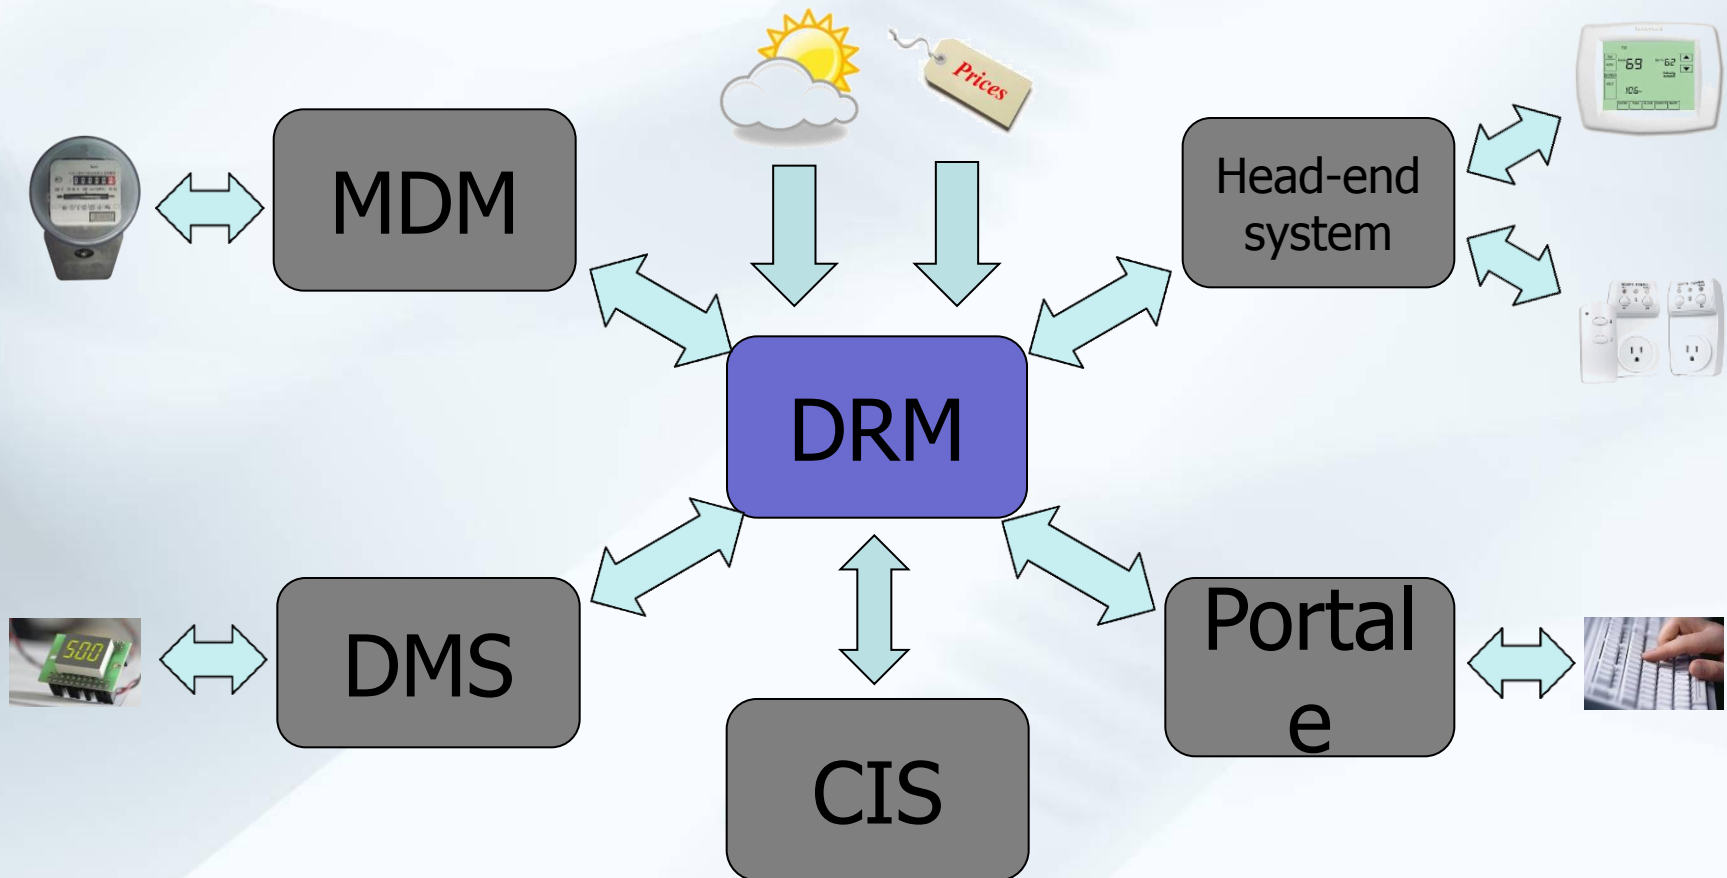 Prices
MDM
Head-end
system
69
62
DRM
500
DMS
Portal
e
CIS